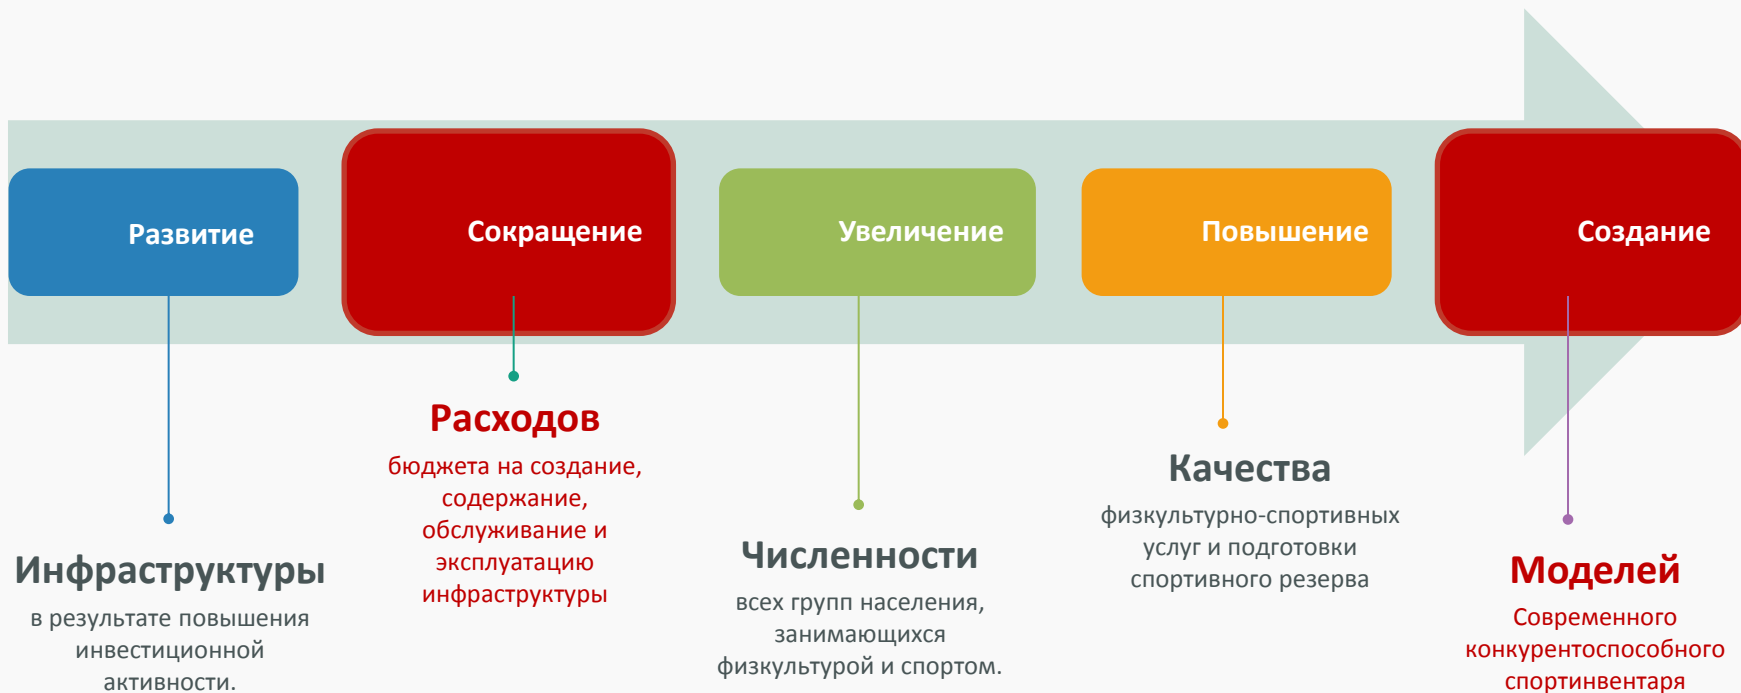 Развитие
Инфраструктуры
в результате повышения
инвестиционной
активности.
Сокращение
Расходов
бюджета на создание,
содержание,
обслуживание и
эксплуатацию
инфраструктуры
Увеличение
Численности
всех групп населения,
занимающихся
физкультурой и спортом.
Повышение
Качества
физкультурно-спортивных
услуг и подготовки
спортивного резерва
Создание
Моделей
Современного
конкурентоспособного
спортинвентаря